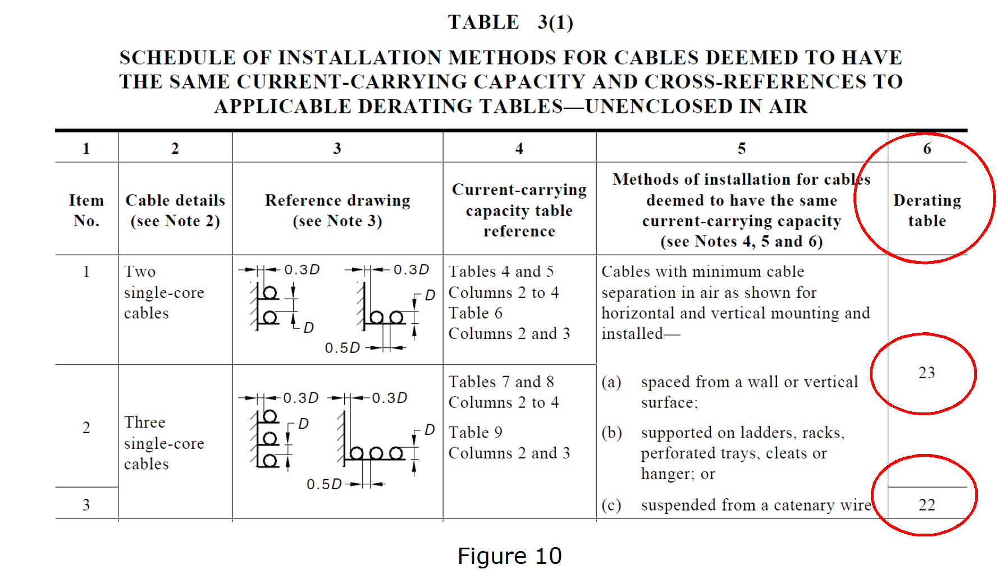 TABLE 3(1)
SCHEDULE OF INSTALLATION METHODS FOR CABLES DEEMED TO HAVE
THE SAME CURRENT-CARRYING CAPACITY AND CROSS-REFERENCES TO
APPLICABLE DERATING TABLES—UNENCLOSED IN AIR
1 2 3 4 5 6
Item
No.
Cable details
(see Note 2)
Reference drawing
(see Note 3)
Current-carrying
capacity table
reference
Methods of installation for cables
deemed to have the same
current-carrying capacity
(see Notes 4, 5 and 6)
Derating
table
1
Two
single-core
cables
0.3D
D
0.3D
D
0.5D
Tables 4 and 5
Columns 2 to 4
Table 6
Columns 2 and 3
Cables with minimum cable
separation in air as shown for
horizontal and vertical mounting and
installed—
2
Three
single-core
cables
0.3D
D
0.3D
D
0.5D
Tables 7 and 8
Columns 2 to 4
Table 9
Columns 2 and 3
(a) spaced from a wall or vertical
surface;
(b) supported on ladders, racks,
perforated trays, cleats or
hanger; or
23
3
(c) suspended from a catenary wire
22
Figure 10